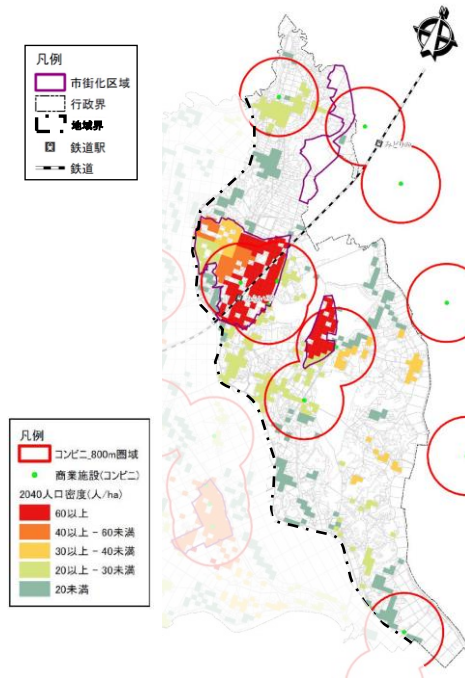 凡例
市街化区域
行政界
地域界
鉄道駅
鉄道
みどりの
凡例
コンビニ_800m圏域
商業施設(コンビニ)
2040人口密度(人/ha)
60以上
40以上 - 60未満
30以上 - 40未満
20以上 - 30未満
20未満